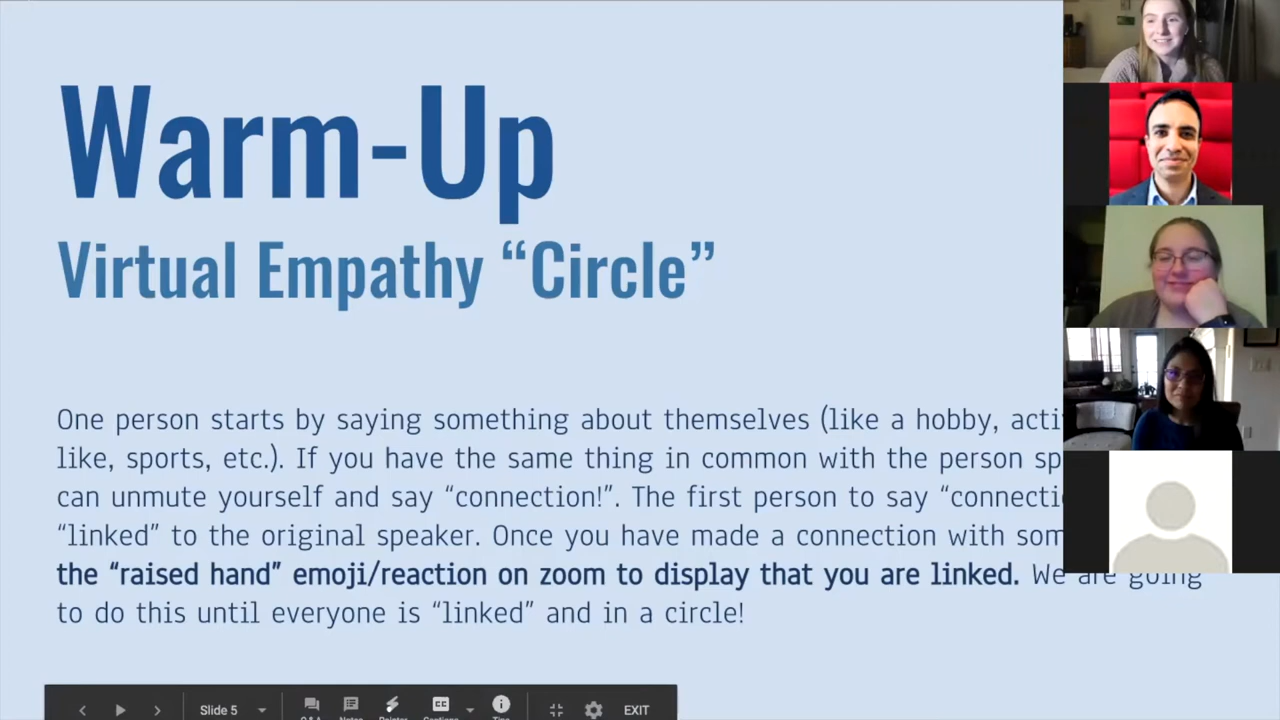 Warm-Up
Virtual Empathy “Circle”
One person starts by saying something about themselves (like a hobby,
like, sports, etc.). If you have the same thing in common with the person
can unmute yourself and say “connection!”. The first person to say
“linked” to the original speaker. Once you have made a connection with
the “raised hand” emoji/reaction on zoom to display that you are linked. We are going
to do this until everyone is “linked” and in a circle!
Slide 5
EXIT